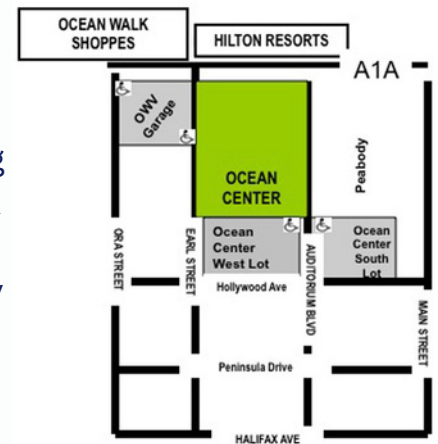 OCEAN WALK
SHOPPES
HILTON RESORTS
A1A
OWV
Garage
OCEAN
CENTER
Peabody
Ocean
Center
West Lot
Ocean
Center
South
Lot
ORA STREET
EARL STREET
AUDITORIUM BLVD
MAIN STREET
Hollywood Ave
Peninsula Drive
HALIFAX AVE